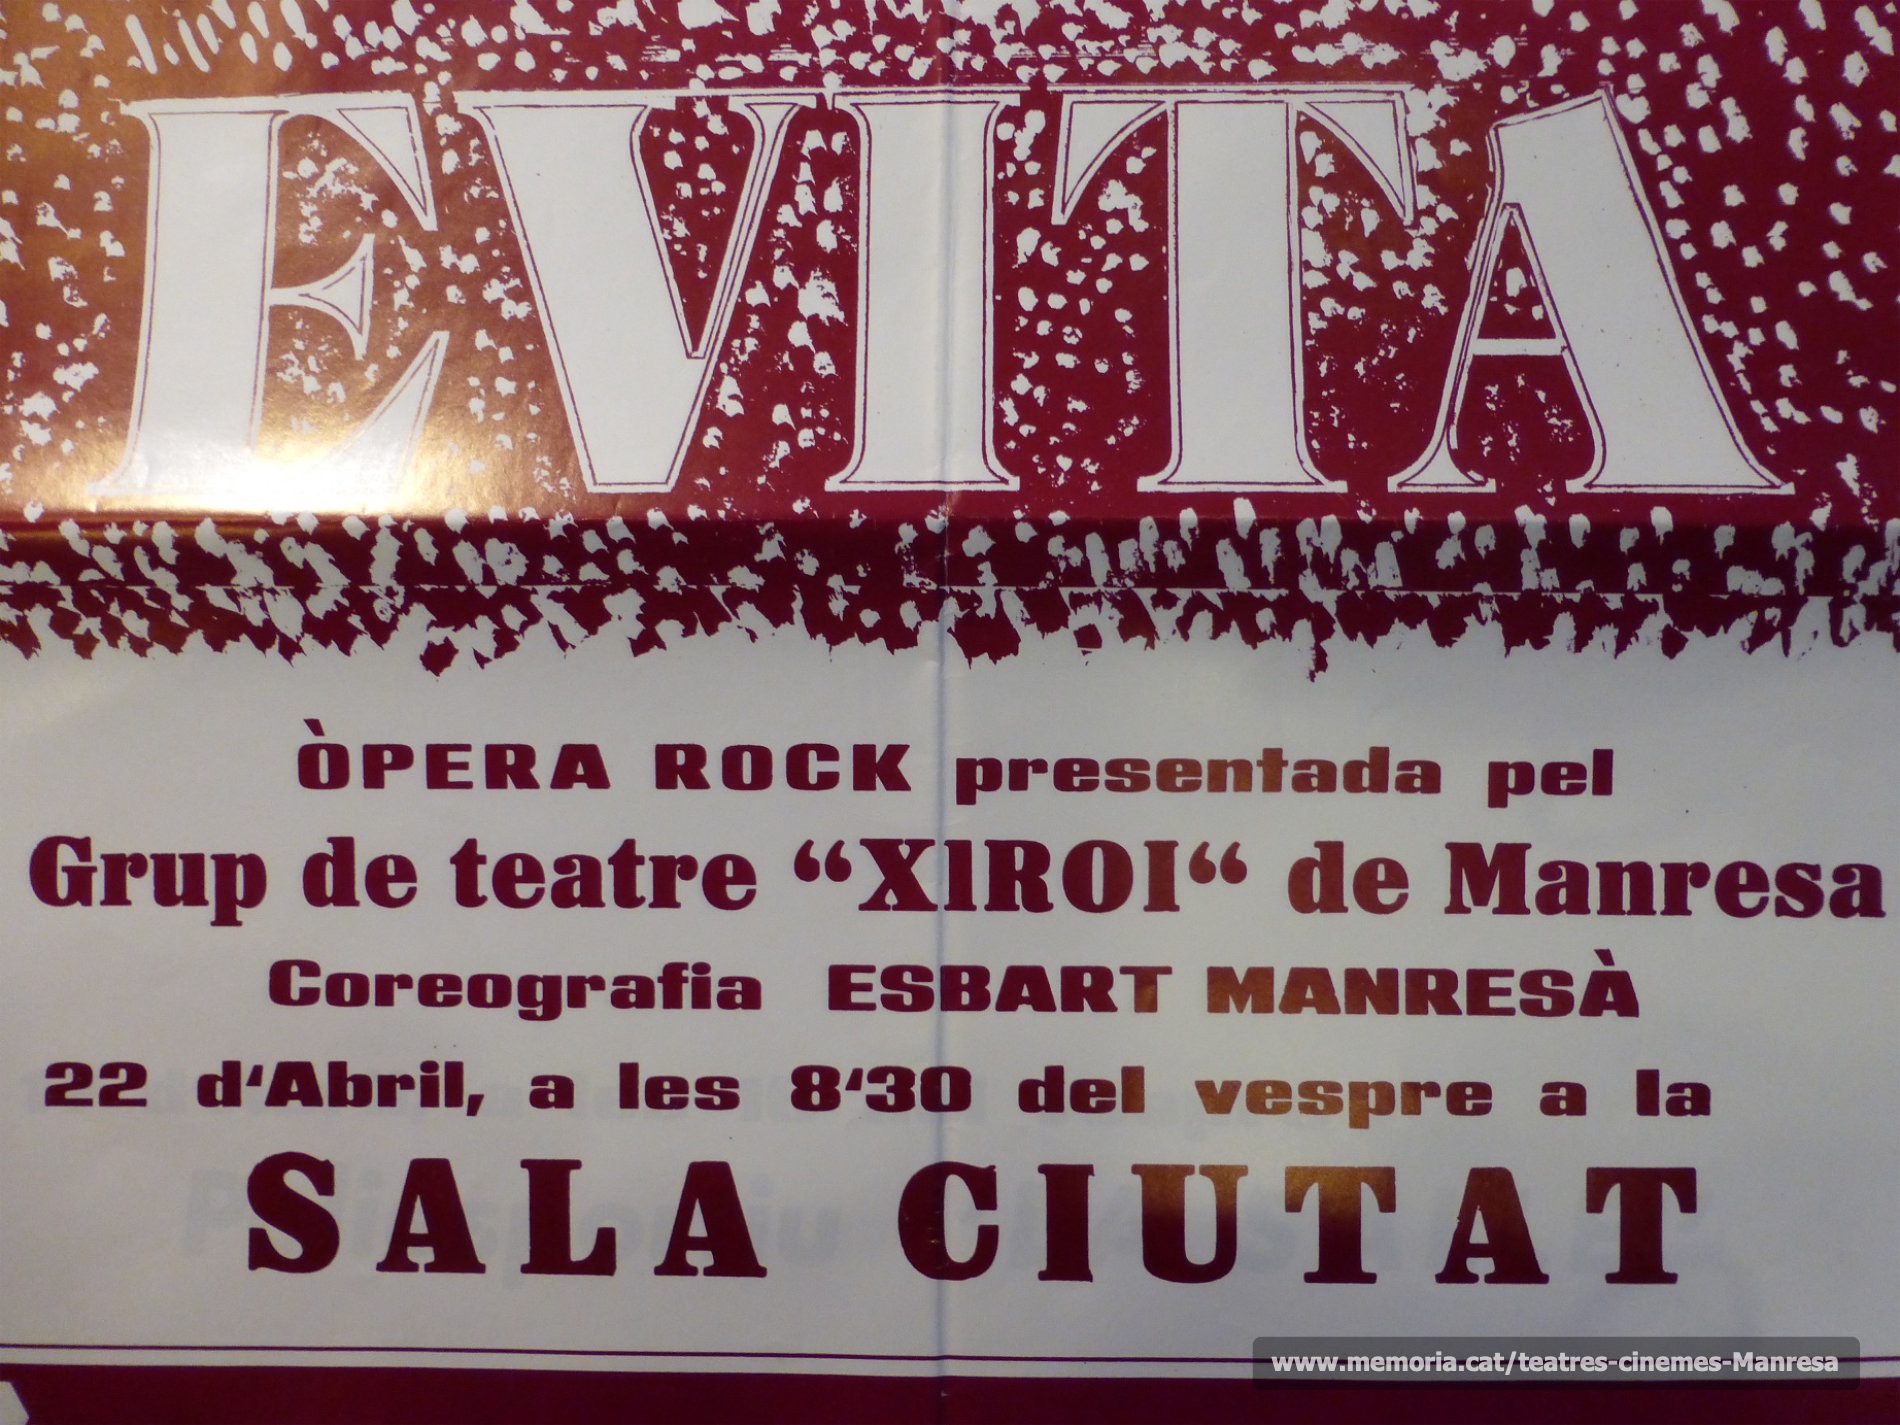 EVITA
ÒPERA ROCK presentada pel
Grup de teatre “XIROI“ de Manresa
Coreografia ESBART MANRESÀ
22 d‘Abril, a les 8‘30 del vespre a la
SALA CIUTAT
www.memoria.cat/teatres-cinemes-Manresa